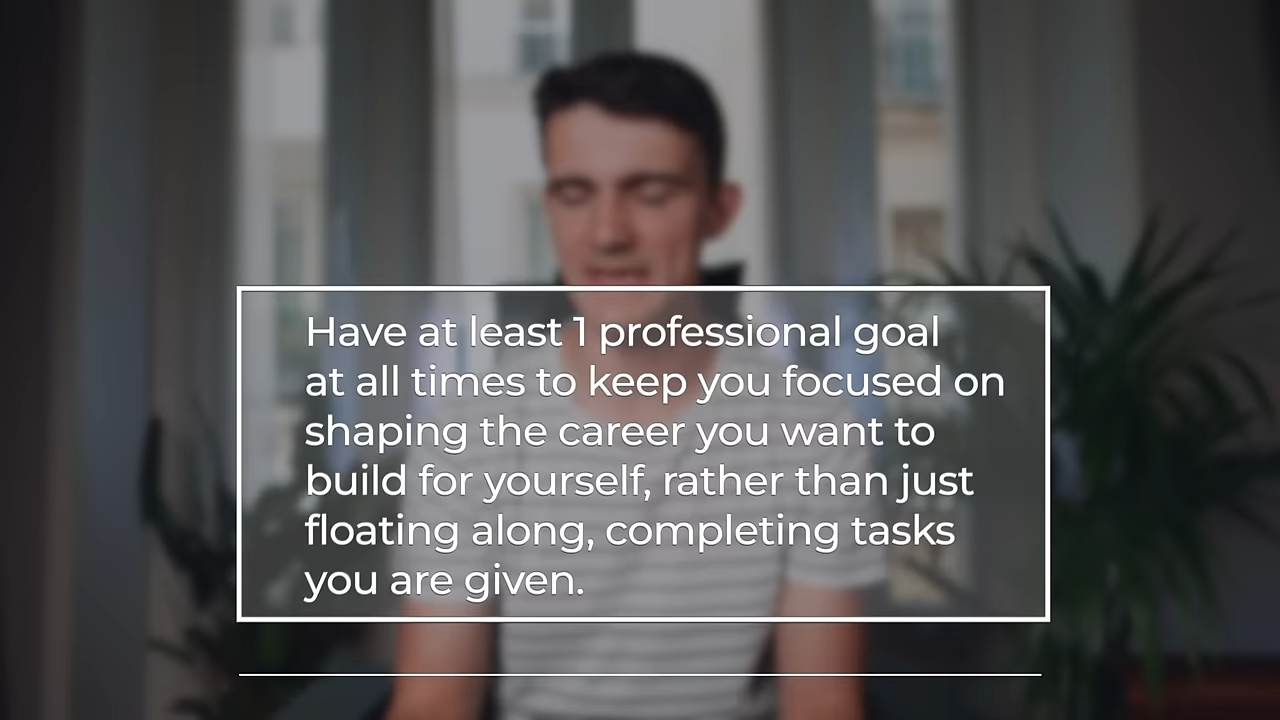 Have at least 1 professional goal
at all times to keep you focused on
shaping the career you want to
build for yourself, rather than just
floating along, completing tasks
you are given.